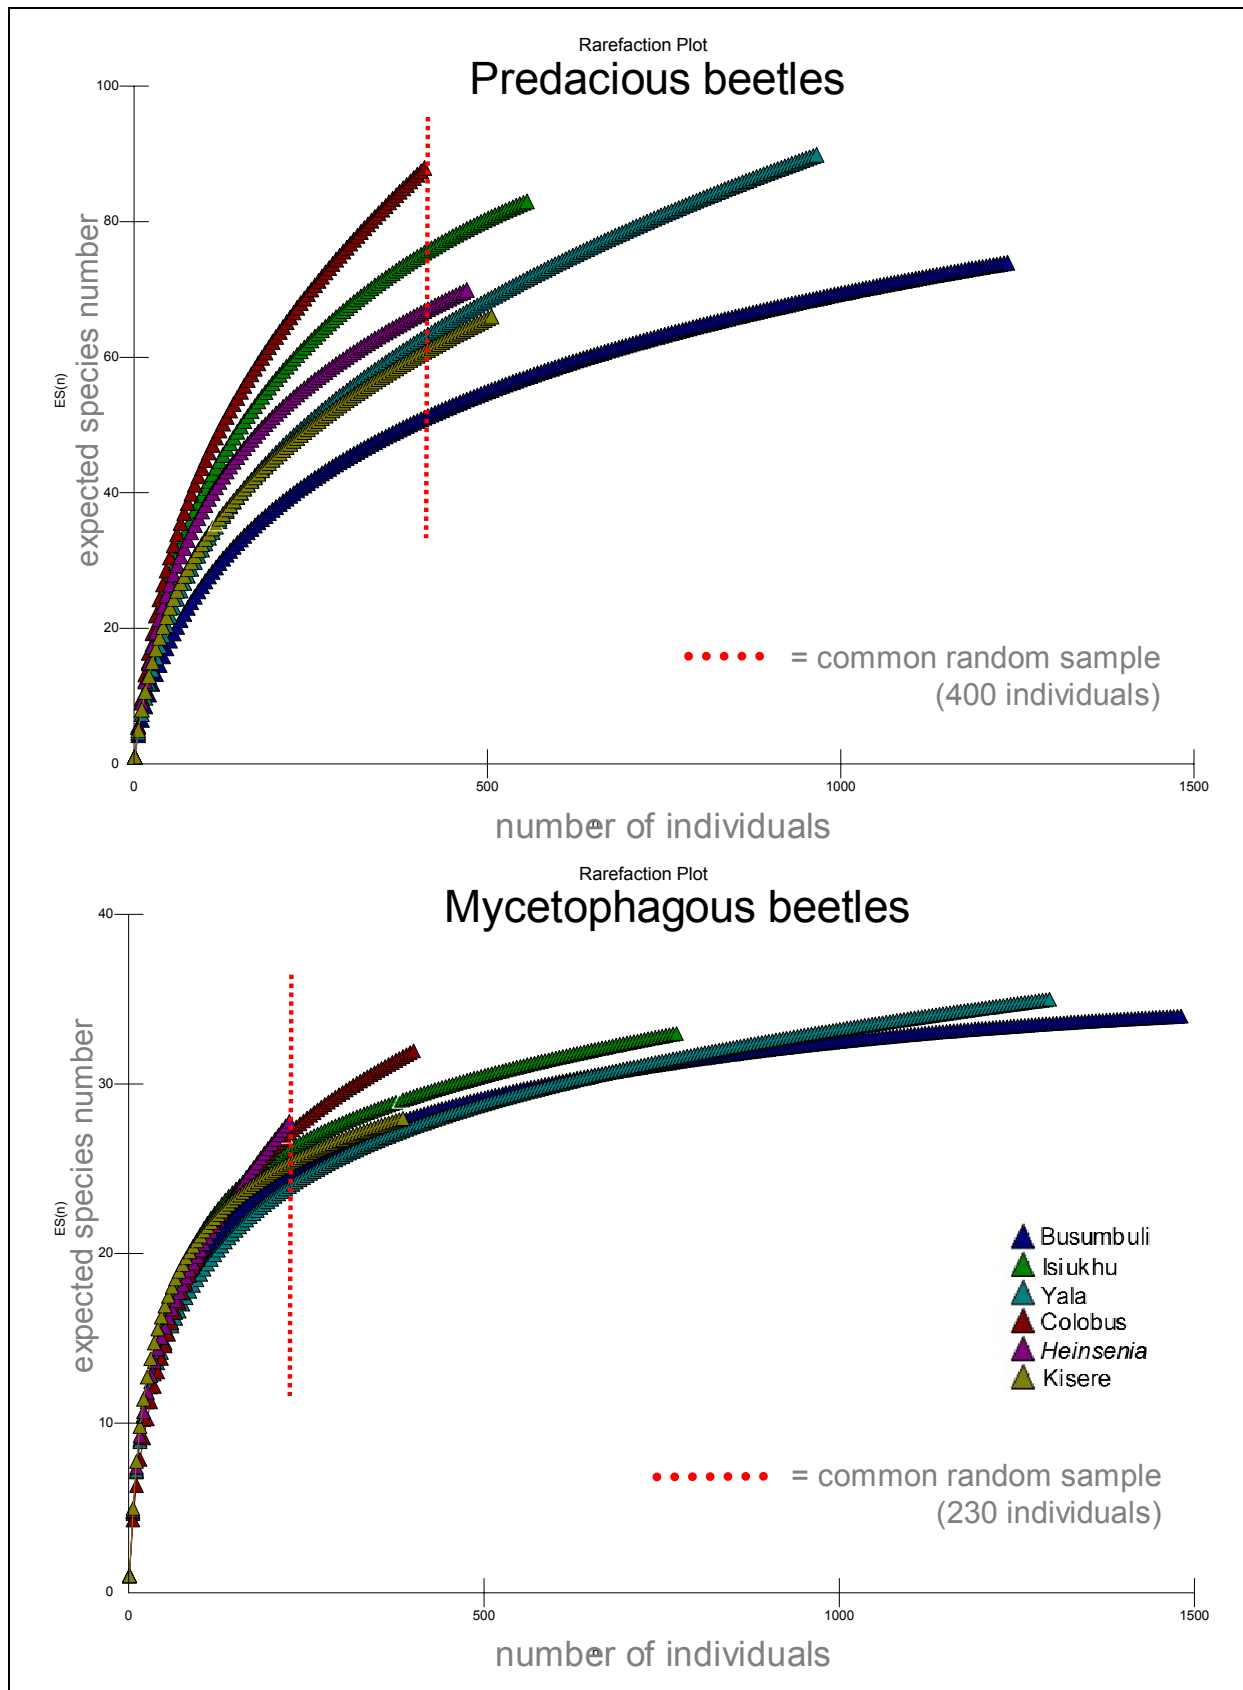 Rarefaction Plot
Predacious beetles
100
80
60
40
20
0
ES(n)
expected species number
= common random sample
(400 individuals)
0
500
1000
1500
number of individuals
Rarefaction Plot
Mycetophagous beetles
40
30
20
10
0
ES(n)
expected species number
Busumbuli
Isiukhu
Yala
Colobus
Heinsenia
Kisere
= common random sample
(230 individuals)
0
500
1000
1500
number of individuals